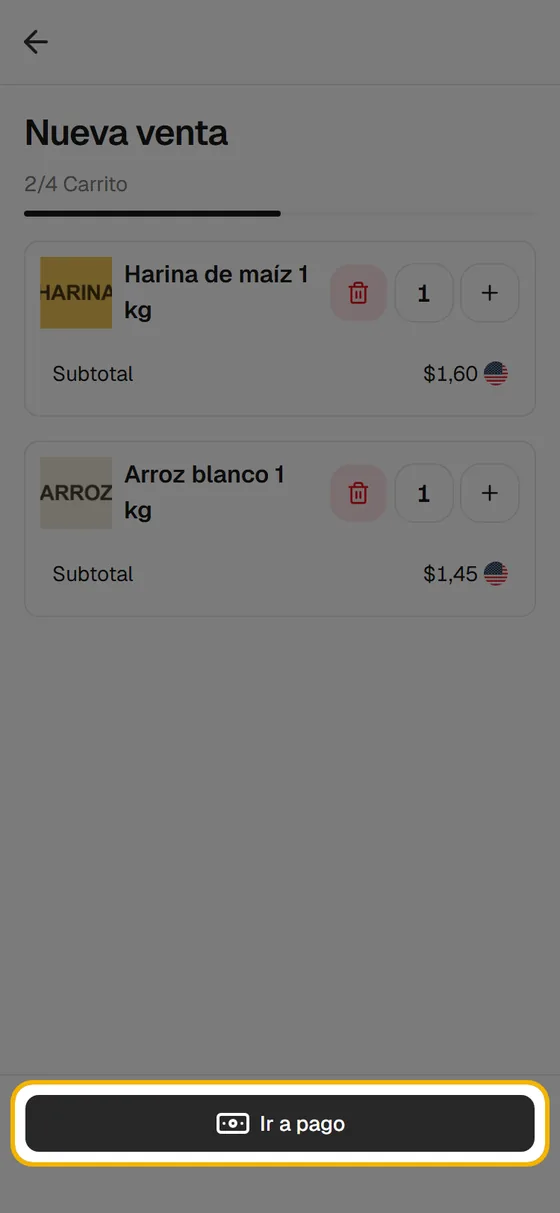 Nueva venta
2/4 Carrito
HARINA
Harina de maíz 1
kg
1
+
Subtotal
$1,60
ARROZ
Arroz blanco 1
kg
1
+
Subtotal
$1,45
Ir a pago